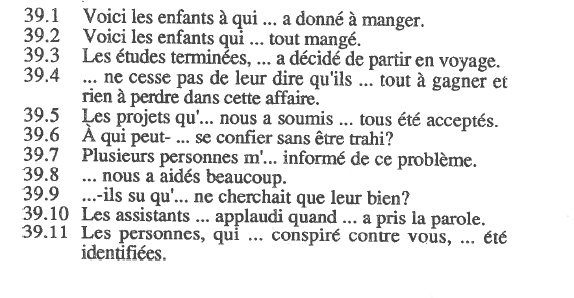 39.1 Voici les enfants à qui ... a donné à manger.
39.2 Voici les enfants qui ... tout mangé.
39.3 Les études terminées, ... a décidé de partir en voyage.
39.4 ... ne cesse pas de leur dire qu'ils ... tout à gagner et
rien à perdre dans cette affaire.
39.5 Les projets qu'... nous a soumis ... tous été acceptés.
39.6 À qui peut- ... se confier sans être trahi?
39.7 Plusieurs personnes m'... informé de ce problème.
39.8 ... nous a aidés beaucoup.
39.9 ...-ils su qu'... ne cherchait que leur bien?
39.10 Les assistants ... applaudi quand ... a pris la parole.
39.11 Les personnes, qui ... conspiré contre vous, ... été
identifiées.